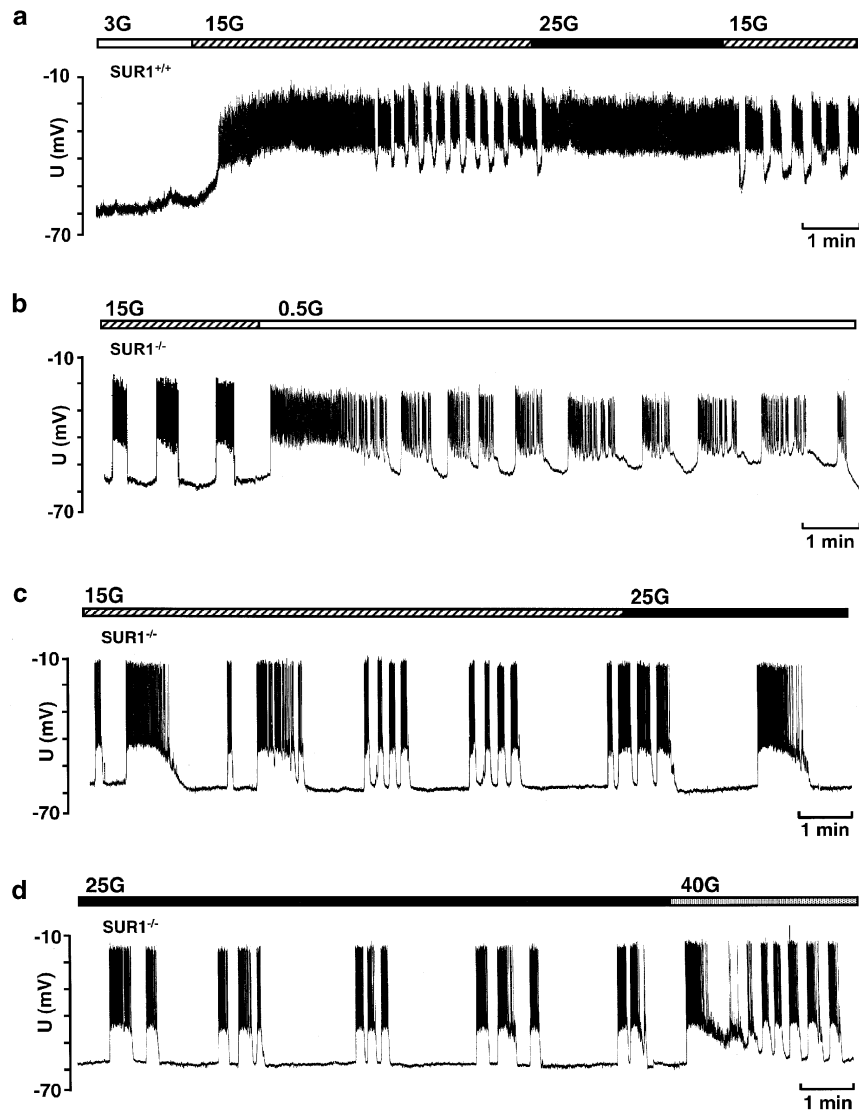 a
3G 15G 25G 15G
SUR1+/+
-10
U (mV)
-70
1 min
b
15G 0.5G
SUR1-/-
-10
U (mV)
-70
1 min
c
15G 25G
SUR1-/-
-10
U (mV)
-70
1 min
d
25G 40G
SUR1-/-
-10
U (mV)
-70
1 min